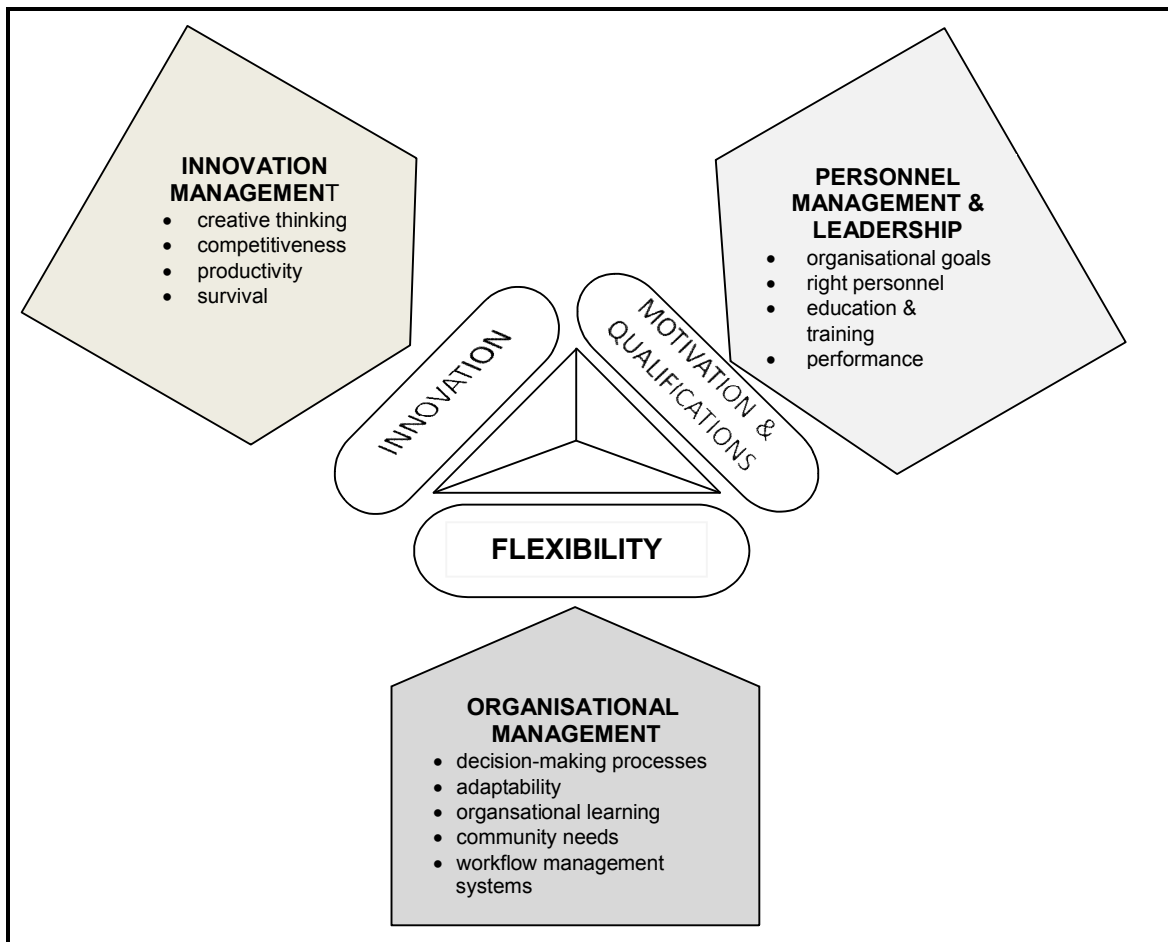 INNOVATION
MANAGEMENT
• creative thinking
• competitiveness
• productivity
• survival
PERSONNEL
MANAGEMENT &
LEADERSHIP
• organisational goals
• right personnel
• education &
training
• performance
INNOVATION
MOTIVATION &
QUALIFICATIONS
FLEXIBILITY
ORGANISATIONAL
MANAGEMENT
• decision-making processes
• adaptability
• organsational learning
• community needs
• workflow management
systems